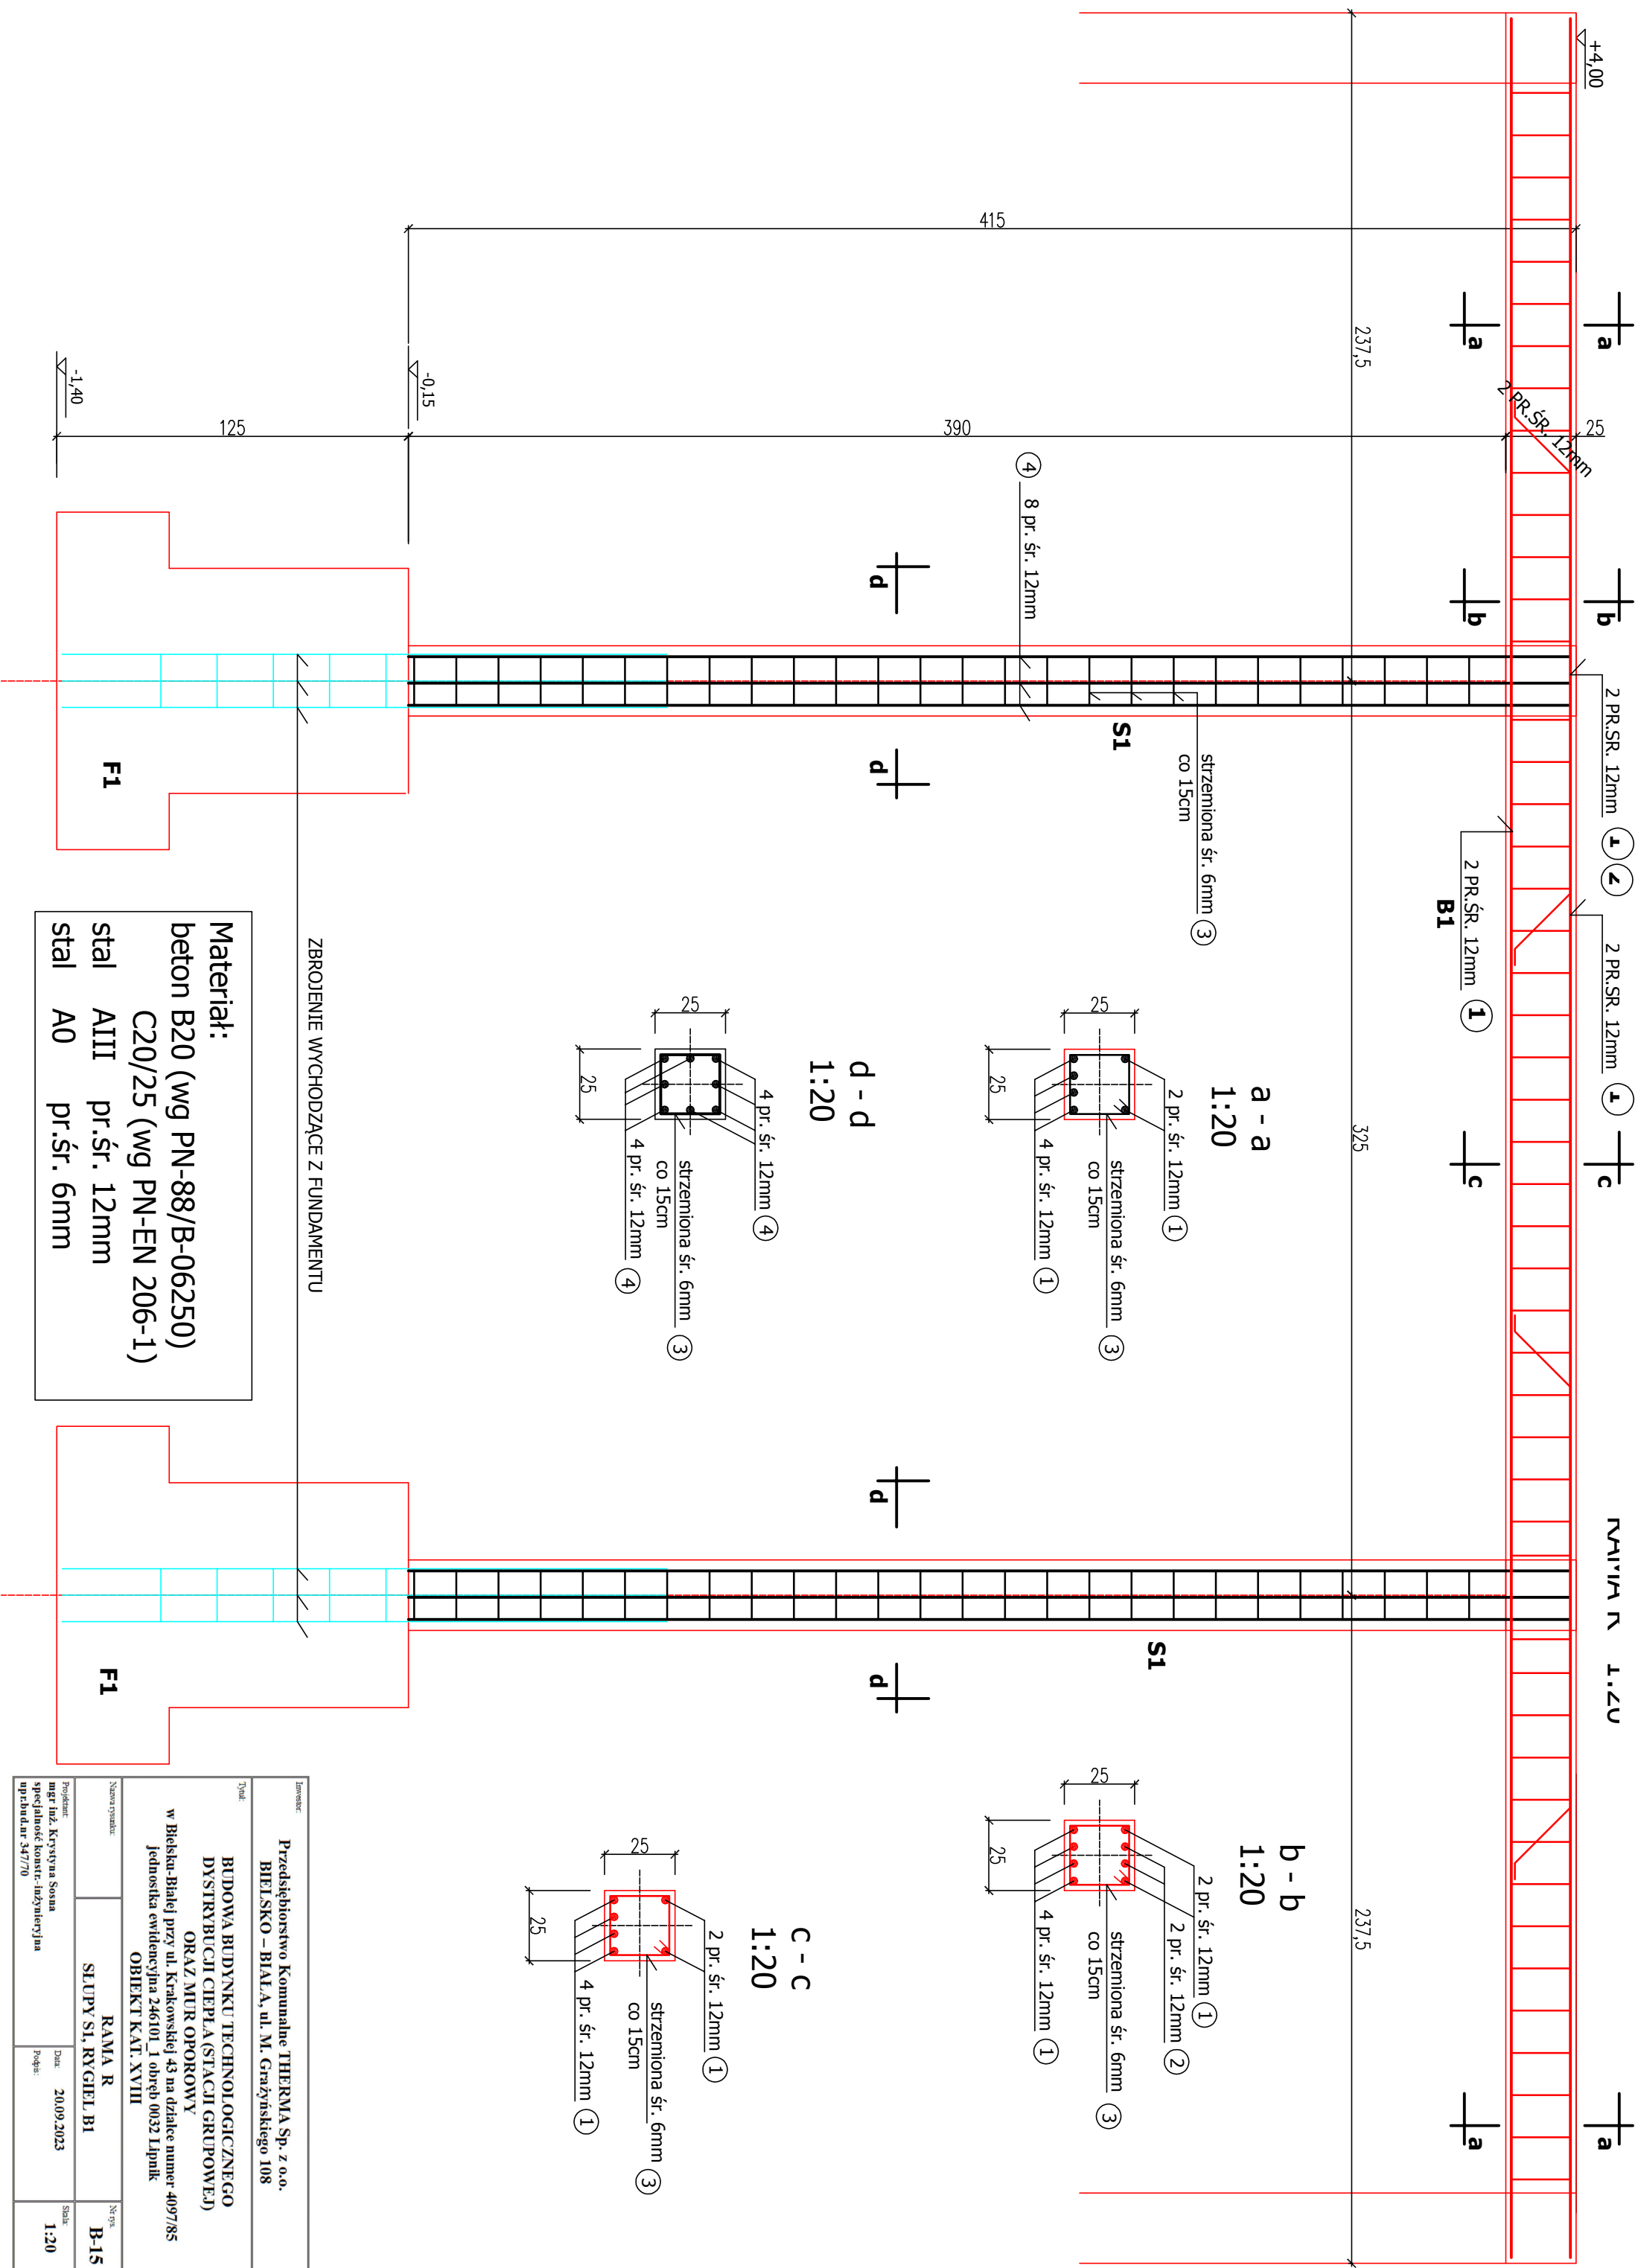 RAMA R 1:20
+4,00
a
a
b
b
c
c
a
a
2 PR.ŚR. 12mm
2 PR.SR. 12mm 1 2
2 PR.SR. 12mm 1
2 PR.ŚR. 12mm 1
B1
25
237,5
325
237,5
415
390
125
-0,15
-1,40
4 8 pr. śr. 12mm
strzemiona śr. 6mm 3
co 15cm
S1
S1
d
d
d
d
F1
F1
ZBROJENIE WYCHODZĄCE Z FUNDAMENTU
a - a
1:20
2 pr. śr. 12mm 1
strzemiona śr. 6mm 3
co 15cm
4 pr. śr. 12mm 1
25
25
b - b
1:20
2 pr. śr. 12mm 1
2 pr. śr. 12mm 2
strzemiona śr. 6mm 3
co 15cm
4 pr. śr. 12mm 1
25
25
d - d
1:20
4 pr. śr. 12mm 4
strzemiona śr. 6mm 3
co 15cm
4 pr. śr. 12mm 4
25
25
c - c
1:20
2 pr. śr. 12mm 1
strzemiona śr. 6mm 3
co 15cm
4 pr. śr. 12mm 1
25
25
Materiał:
beton B20 (wg PN-88/B-06250)
C20/25 (wg PN-EN 206-1)
stal AIII pr.śr. 12mm
stal A0 pr.śr. 6mm
Inwestor:
Przedsiębiorstwo Komunalne THERMA Sp. z o.o.
BIELSKO – BIAŁA, ul. M. Grażyńskiego 108
Tytuł:
BUDOWA BUDYNKU TECHNOLOGICZNEGO
DYSTRYBUCJI CIEPŁA (STACJI GRUPOWEJ)
ORAZ MUR OPOROWY
w Bielsku-Białej przy ul. Krakowskiej 43 na działce numer 4097/85
jednostka ewidencyjna 246101_1 obręb 0032 Lipnik
OBIEKT KAT. XVIII
Nazwa rysunku:
RAMA R
SŁUPY S1, RYGIEL B1
Nr rys.
B-15
Projektant:
mgr inż. Krystyna Sosna
specjalność konstr.-inżynieryjna
upr.bud.nr 347/70
Data: 20.09.2023
Podpis:
Skala:
1:20